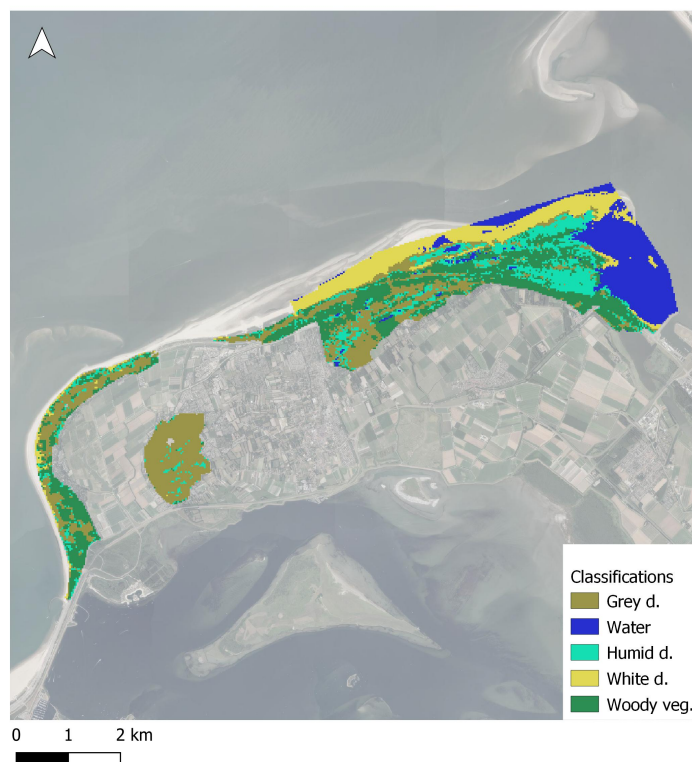 Classifications
Grey d.
Water
Humid d.
White d.
Woody veg.
0 1 2 km